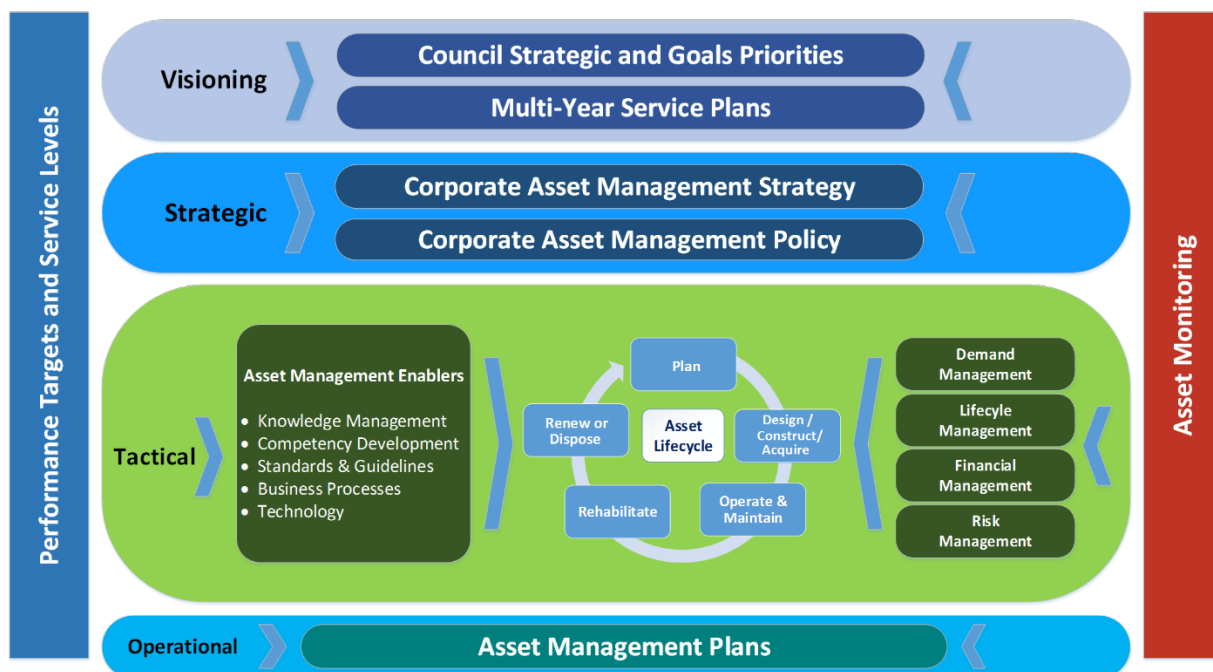 Performance Targets and Service Levels
Visioning
Council Strategic and Goals Priorities
Multi-Year Service Plans
Strategic
Corporate Asset Management Strategy
Corporate Asset Management Policy
Tactical
Asset Management Enablers
• Knowledge Management
• Competency Development
• Standards & Guidelines
• Business Processes
• Technology
Plan
Design /
Construct/
Acquire
Operate &
Maintain
Rehabilitate
Renew or
Dispose
Asset
Lifecycle
Demand
Management
Lifecyle
Management
Financial
Management
Risk
Management
Operational
Asset Management Plans
Asset Monitoring